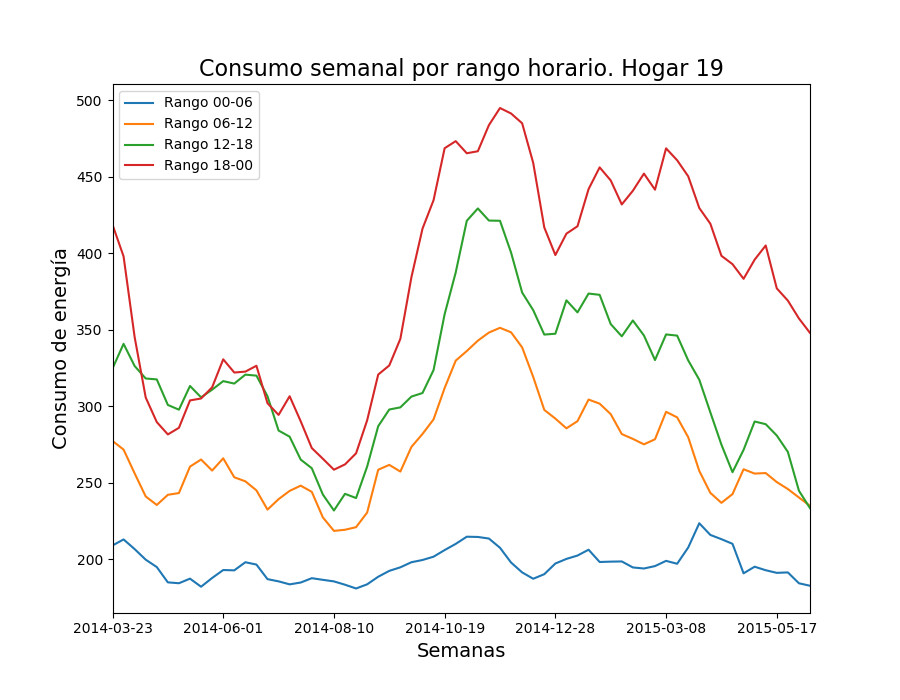 Consumo semanal por rango horario. Hogar 19
Rango 00-06
Rango 06-12
Rango 12-18
Rango 18-00
500
450
400
350
300
250
200
Consumo de energía
2014-03-23 2014-06-01 2014-08-10 2014-10-19 2014-12-28 2015-03-08 2015-05-17
Semanas